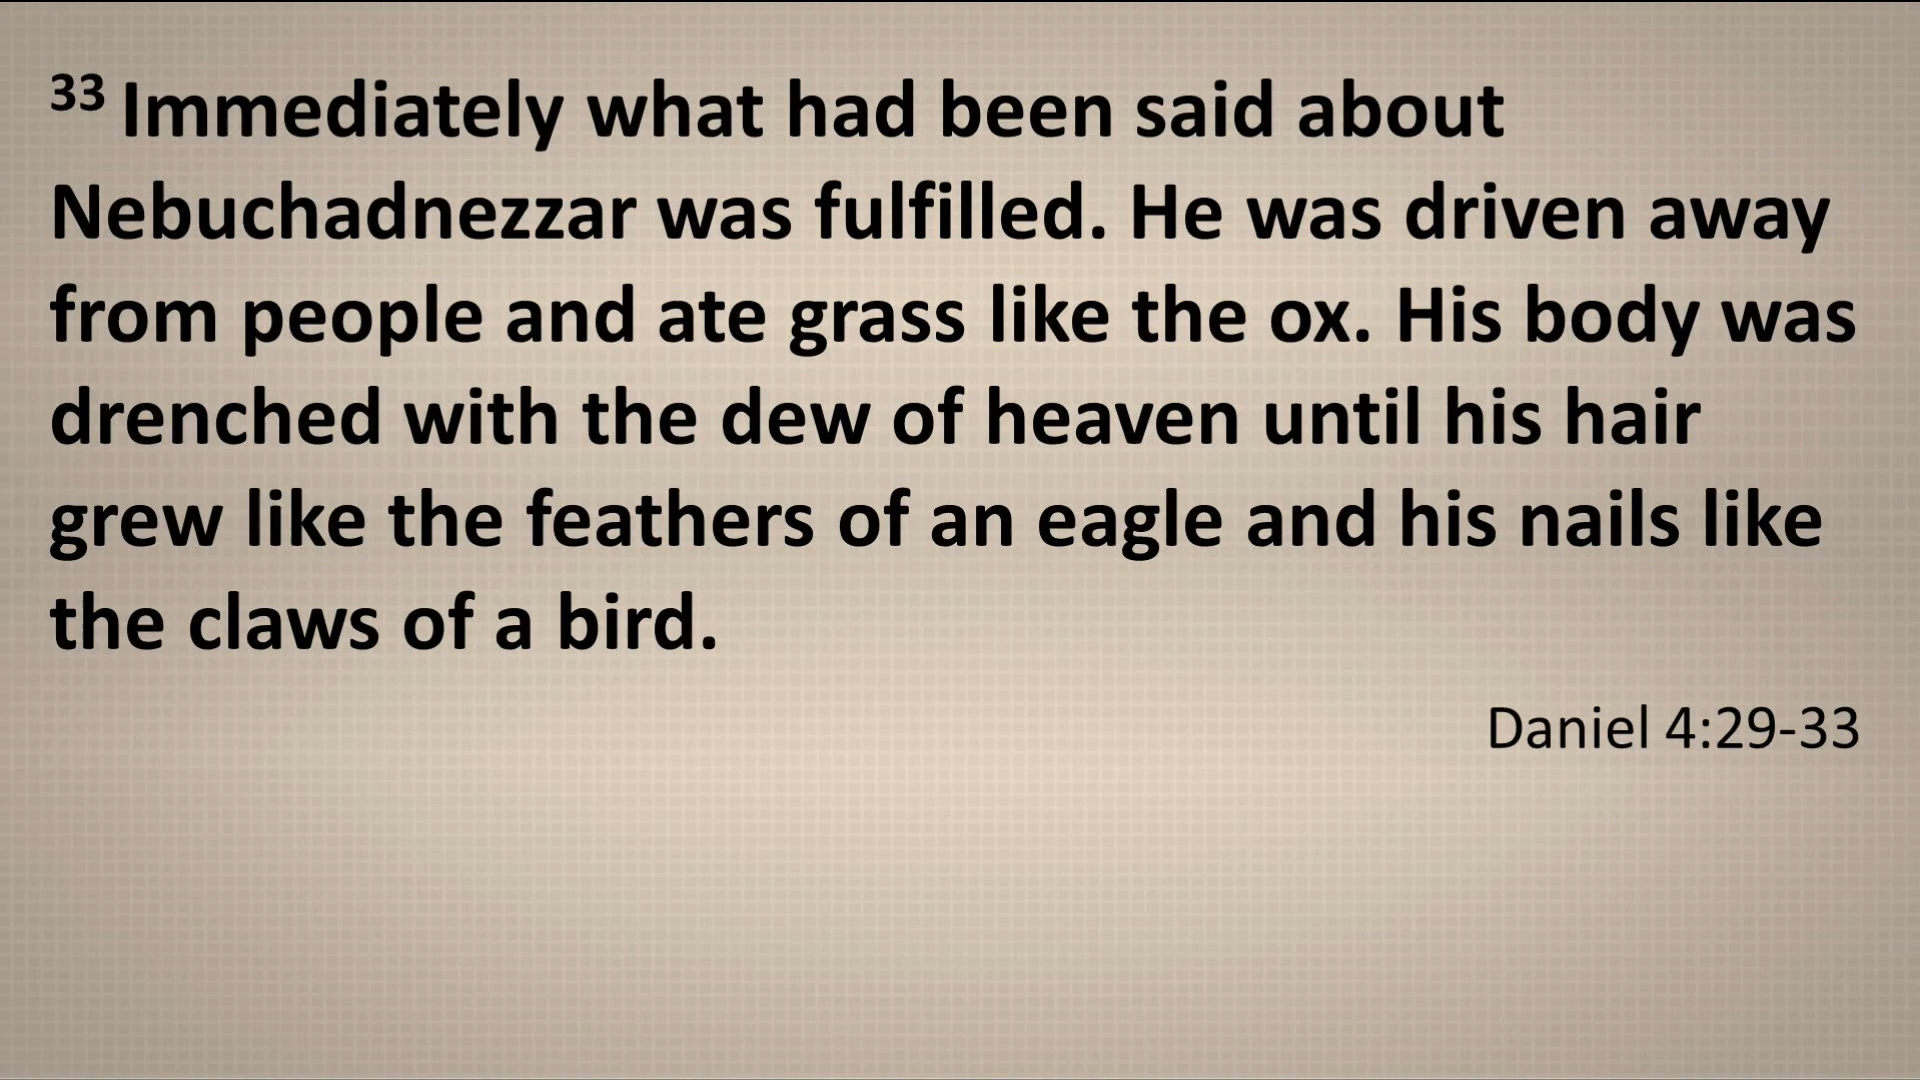 33 Immediately what had been said about
Nebuchadnezzar was fulfilled. He was driven away
from people and ate grass like the ox. His body was
drenched with the dew of heaven until his hair
grew like the feathers of an eagle and his nails like
the claws of a bird.
Daniel 4:29-33